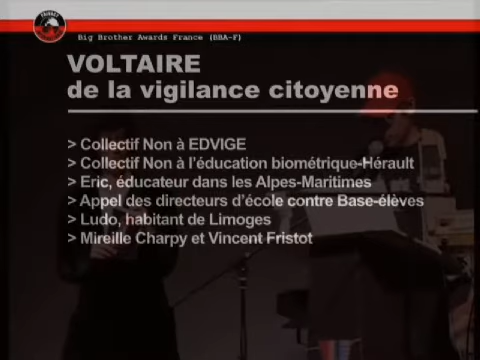 Big Brother Awards France (BBA-F)
VOLTAIRE
de la vigilance citoyenne
> Collectif Non à EDVIGE
> Collectif Non à l'éducation biométrique-Hérault
> Eric, éducateur dans les Alpes-Maritimes
> Appel des directeurs d'école contre Base-élèves
> Ludo, habitant de Limoges
> Mireille Charpy et Vincent Fristot